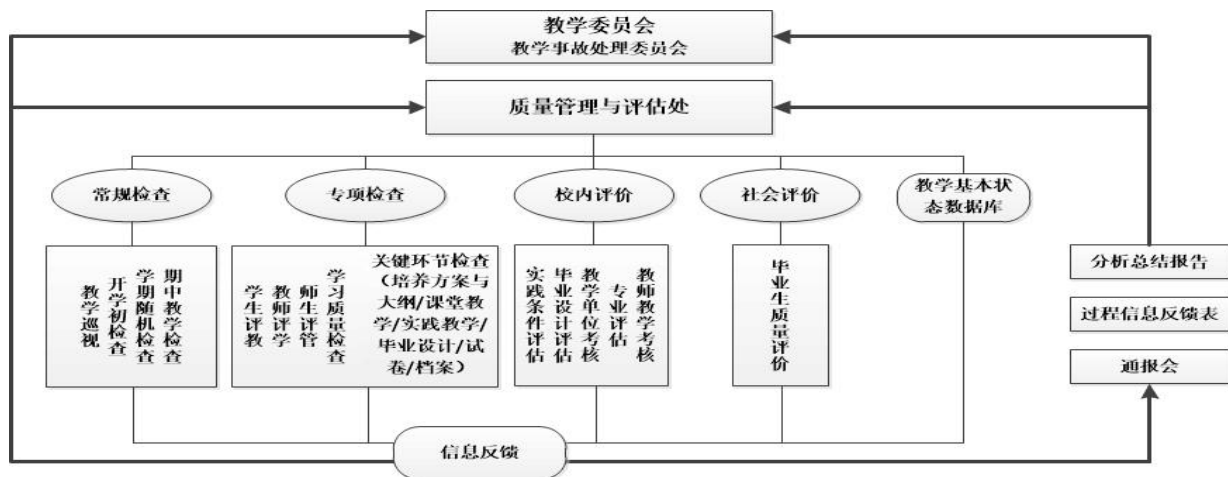 教学委员会
教学事故处理委员会
质量管理与评估处
常规检查
专项检查
校内评价
社会评价
教学基本状
态数据库
教学巡视
开学初检查
学期随机检查
期中教学检查
学生评教
教师评学
师生评管
学习质量检查
关键环节检查
（培养方案与
大纲/课堂教
学/实践教学/
毕业设计/试
卷/档案）
实践条件评估
毕业设计评估
教学单位考核
专业评估
教师教学考核
毕业生质量评价
分析总结报告
过程信息反馈表
通报会
信息反馈